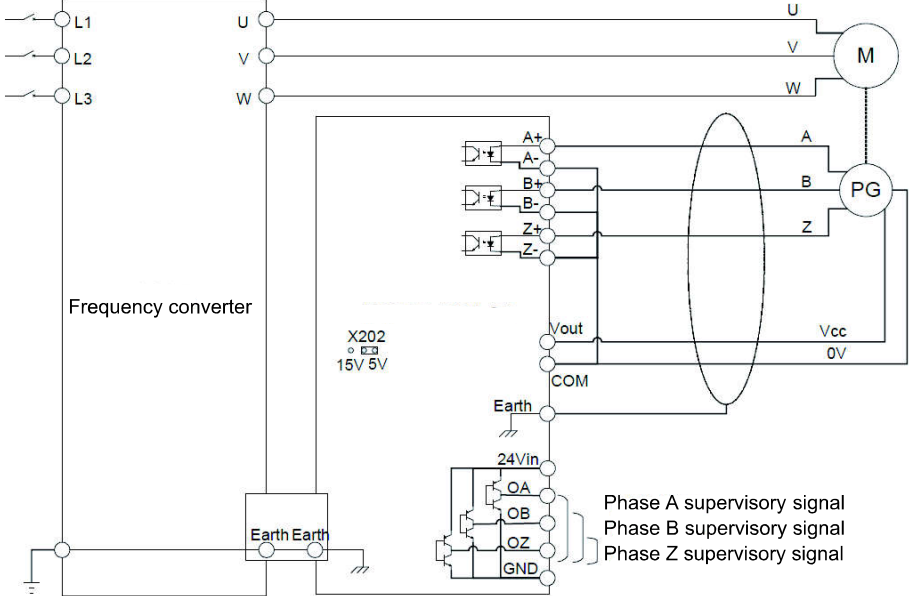 U
L1 U
V M
L2 V
W
L3 W
A+ A
A-
B+ B PG
B-
Z+ Z
Z-
Frequency converter
Vout Vcc
X202
0V
15V 5V
COM
Earth
24Vin
OA Phase A supervisory signal
OB Phase B supervisory signal
Earth Earth
OZ Phase Z supervisory signal
GND